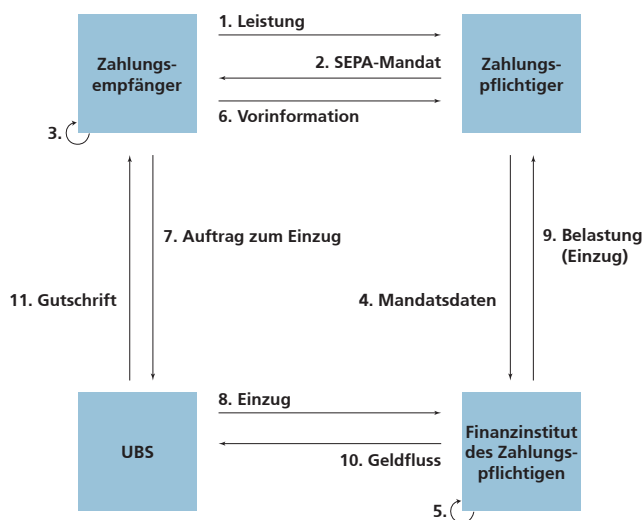 1. Leistung
Zahlungs-
empfänger
2. SEPA-Mandat
Zahlungs-
pflichtiger
6. Vorinformation
3.
7. Auftrag zum Einzug
9. Belastung
(Einzug)
11. Gutschrift
4. Mandatsdaten
8. Einzug
UBS
Finanzinstitut
des Zahlungs-
pflichtigen
10. Geldfluss
5.